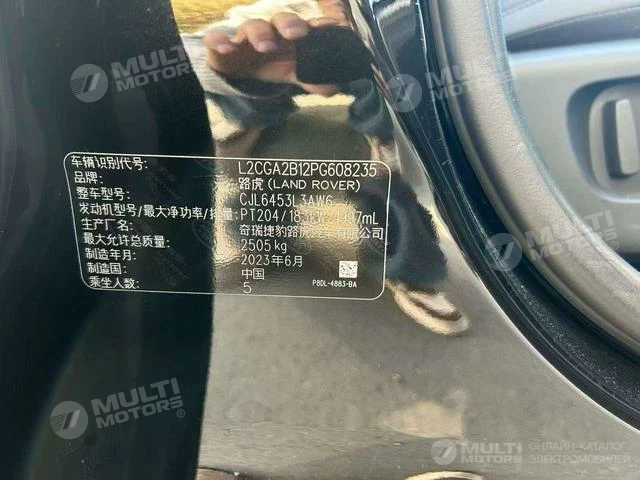 MULTI MOTORS
MULTI MOTORS
车辆识别代号: L2CGA2B12PG608235
品牌: 路虎(LAND ROVER)
整车型号: CJL6453L3AW6
发动机型号/最大净功率/排量: PT204/183kW 1997mL
生产厂名: 奇瑞捷豹路虎汽车有限公司
最大允许总质量: 2505 kg
制造年月: 2023年6月
制造国: 中国
乘坐人数: 5
P8DL-4883-BA
MULTI MOTORS
MULTI MOTORS
MULTI MOTORS
ОНЛАЙН-КАТАЛОГ
ЭЛЕКТРОМОБИЛЕЙ